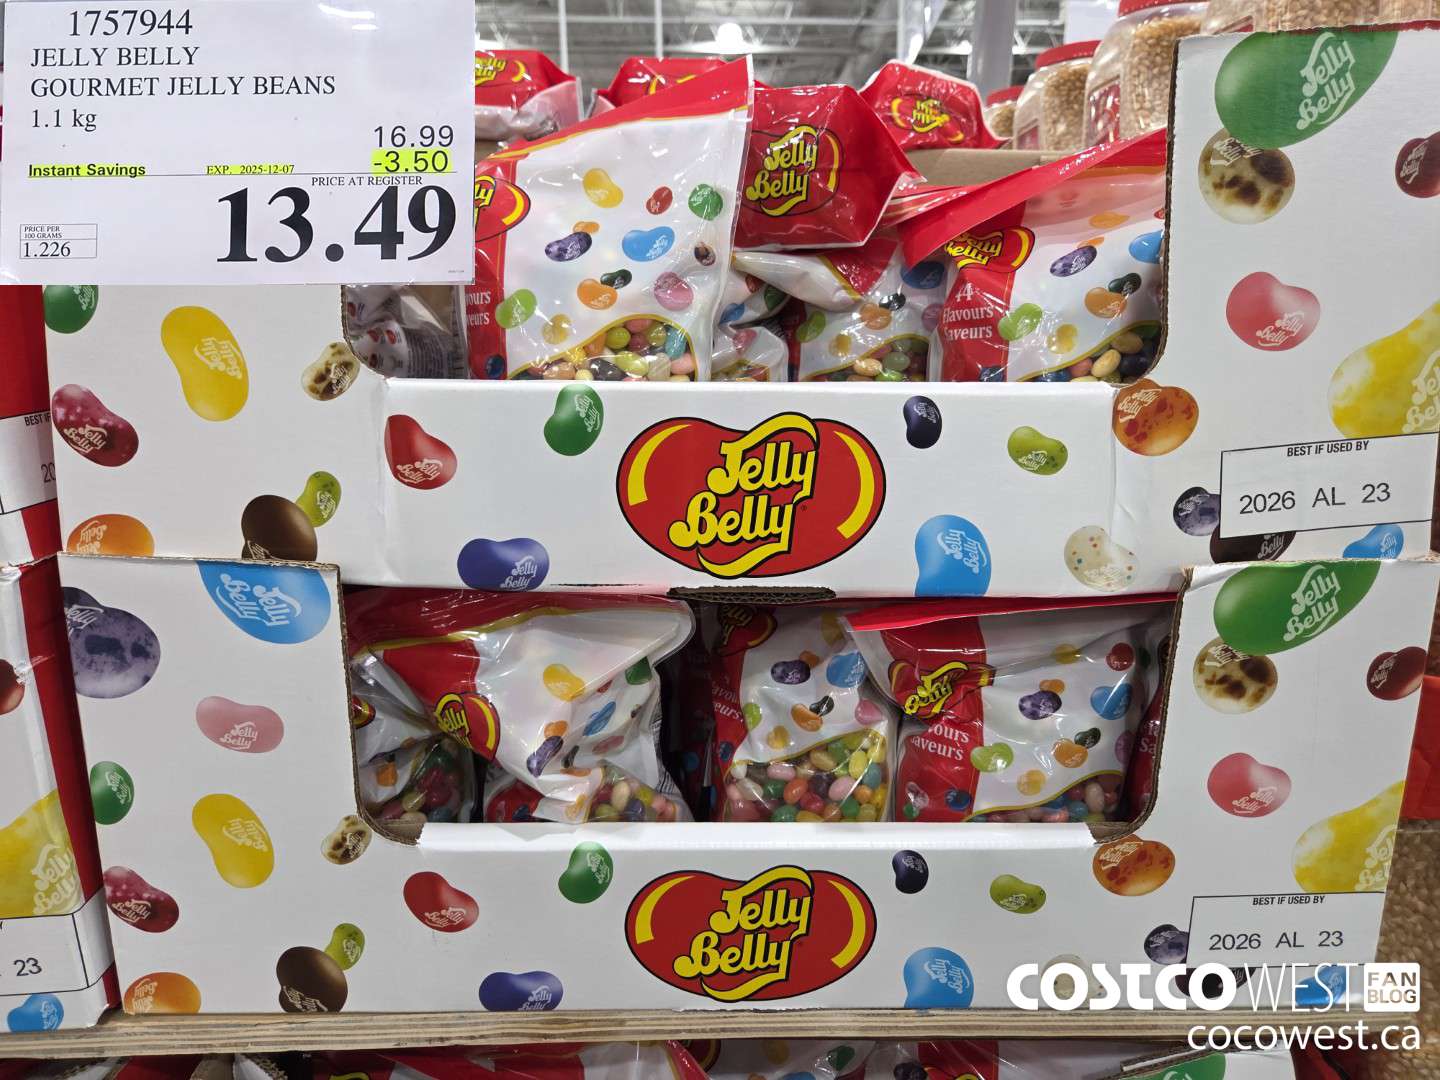 1757944
JELLY BELLY
GOURMET JELLY BEANS
1.1 kg
16.99
Instant Savings EXP. 2025-12-07 -3.50
PRICE AT REGISTER
13.49
PRICE PER
100 GRAMS
1.226
Jelly
Belly
44
flavours
saveurs
Jelly
Belly
BEST IF USED BY
2026 AL 23
Jelly
Belly
BEST IF USED BY
2026 AL 23
23
COSTCO WEST FAN BLOG
cocowest.ca